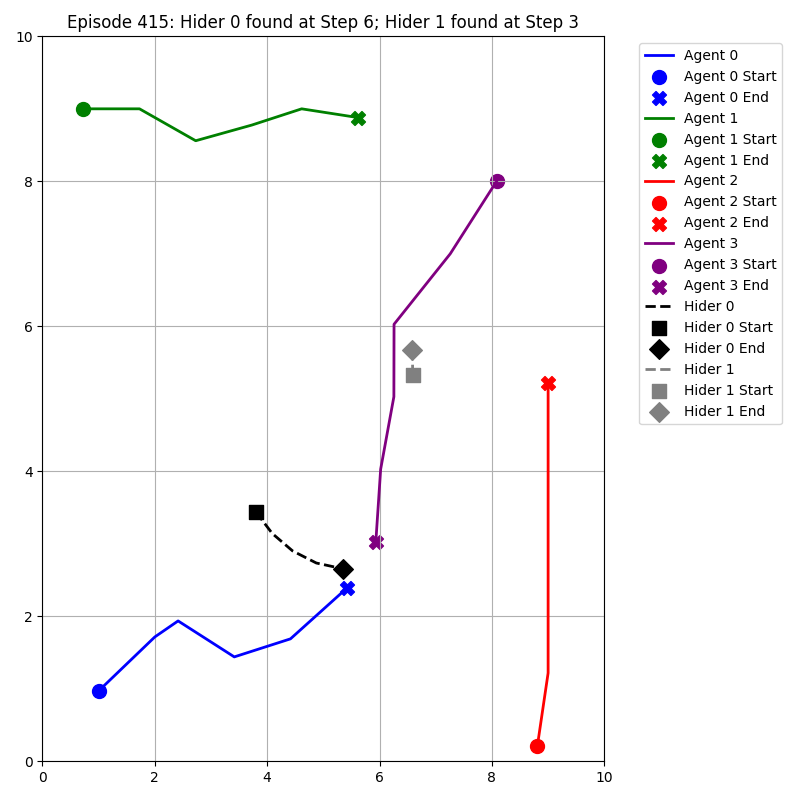 Episode 415: Hider 0 found at Step 6; Hider 1 found at Step 3
10
8
6
4
2
0
0 2 4 6 8 10
Agent 0
Agent 0 Start
Agent 0 End
Agent 1
Agent 1 Start
Agent 1 End
Agent 2
Agent 2 Start
Agent 2 End
Agent 3
Agent 3 Start
Agent 3 End
Hider 0
Hider 0 Start
Hider 0 End
Hider 1
Hider 1 Start
Hider 1 End